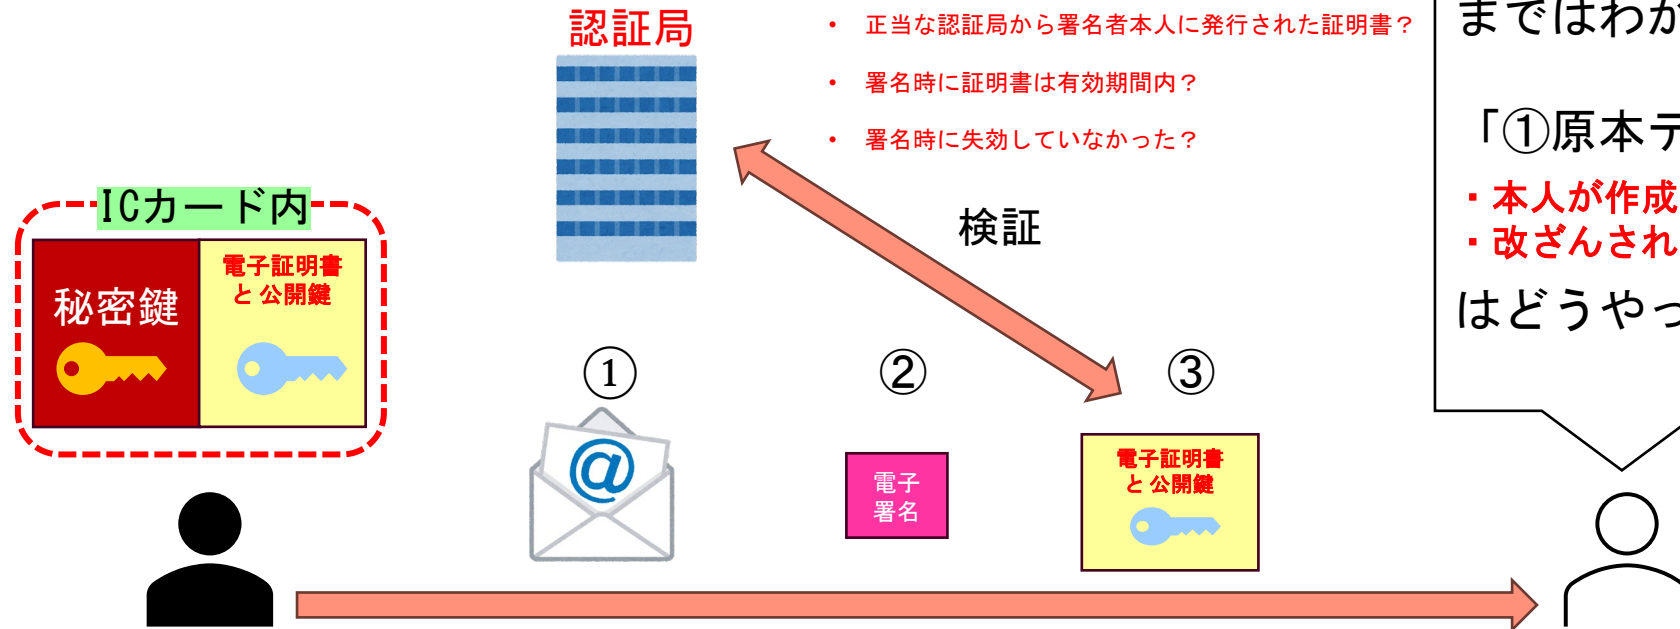 認証局
• 正当な認証局から署名者本人に発行された証明書？
• 署名時に証明書は有効期間内？
• 署名時に失効していなかった？
まではわか
「①原本デ
・本人が作成
・改ざんされ
はどうやっ
検証
ICカード内
秘密鍵
電子証明書
と公開鍵
①
②
③
@
電子
署名
電子証明書
と公開鍵